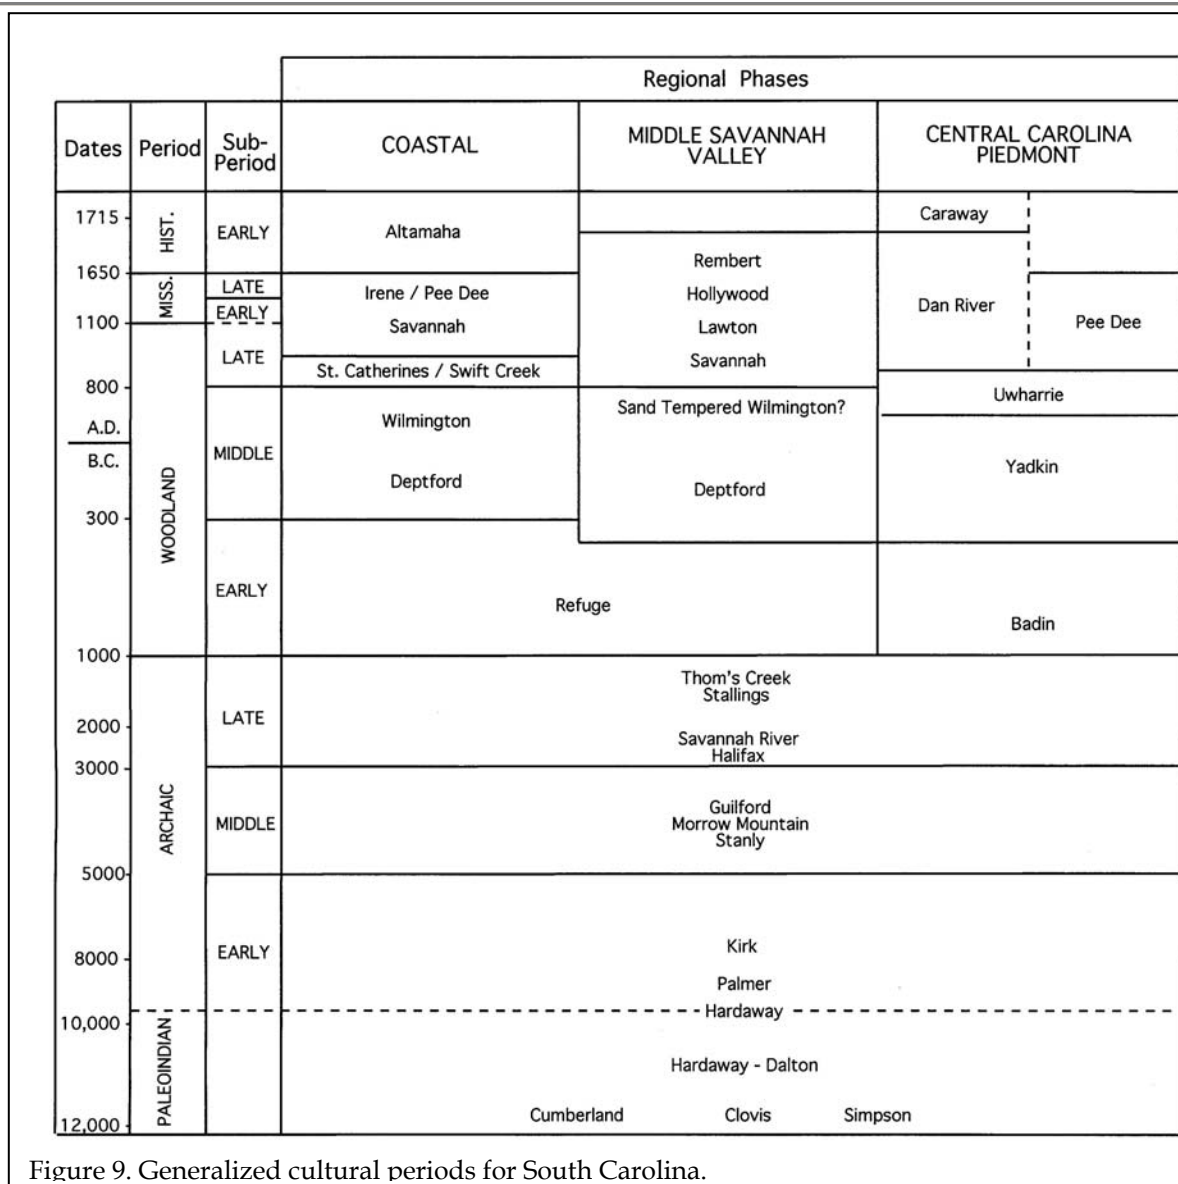 Regional Phases
Dates Period Sub-Period COASTAL MIDDLE SAVANNAH VALLEY CENTRAL CAROLINA PIEDMONT
1715
HIST.
EARLY
Altamaha
Caraway
1650
MISS.
LATE
EARLY
Irene / Pee Dee
Savannah
Rembert
Hollywood
Lawton
Savannah
Dan River
Pee Dee
1100
WOODLAND
LATE
St. Catherines / Swift Creek
800
A.D.
B.C.
MIDDLE
Wilmington
Deptford
Sand Tempered Wilmington?
Deptford
Uwharrie
Yadkin
300
EARLY
Refuge
Badin
1000
ARCHAIC
LATE
Thom's Creek
Stallings
2000
Savannah River
Halifax
3000
MIDDLE
Guilford
Morrow Mountain
Stanly
5000
EARLY
8000
Kirk
Palmer
Hardaway
10,000
PALEOINDIAN
Hardaway - Dalton
Cumberland Clovis Simpson
12,000
Figure 9. Generalized cultural periods for South Carolina.